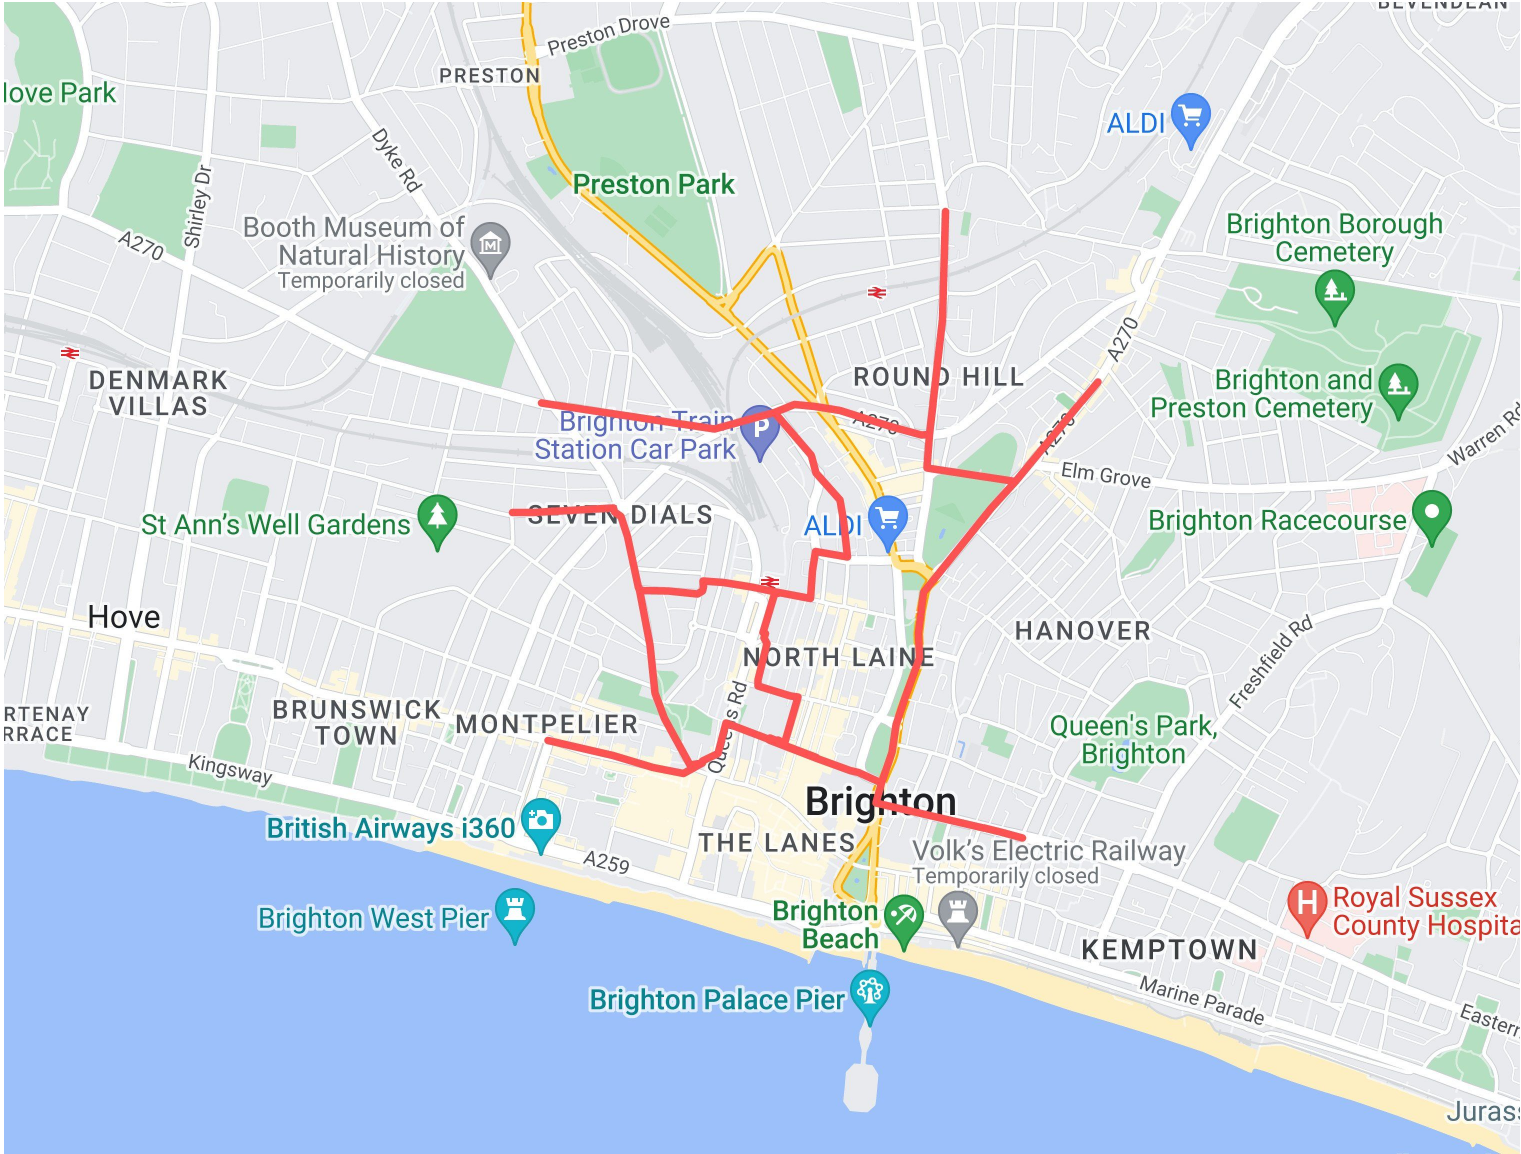 BEVENDEAN
Preston Drove
PRESTON
Hove Park
ALDI
Dyke Rd
Shirley Dr
Preston Park
Booth Museum of
Natural History
Temporarily closed
A270
Brighton Borough
Cemetery
A270
DENMARK
VILLAS
ROUND HILL
Brighton and
Preston Cemetery
Brighton Train
Station Car Park
P
A270
A270
Warren Rd
Elm Grove
St Ann's Well Gardens
SEVEN DIALS
ALDI
Brighton Racecourse
Hove
HANOVER
NORTH LAINE
Freshfield Rd
RTENAY
RRACE
BRUNSWICK
TOWN
MONTPELIER
Queen's Rd
Queen's Park,
Brighton
Kingsway
Brighton
British Airways i360
THE LANES
A259
Volk's Electric Railway
Temporarily closed
Brighton West Pier
Brighton
Beach
H
Royal Sussex
County Hospita
KEMPTOWN
Brighton Palace Pier
Marine Parade
Eastern
Jurass